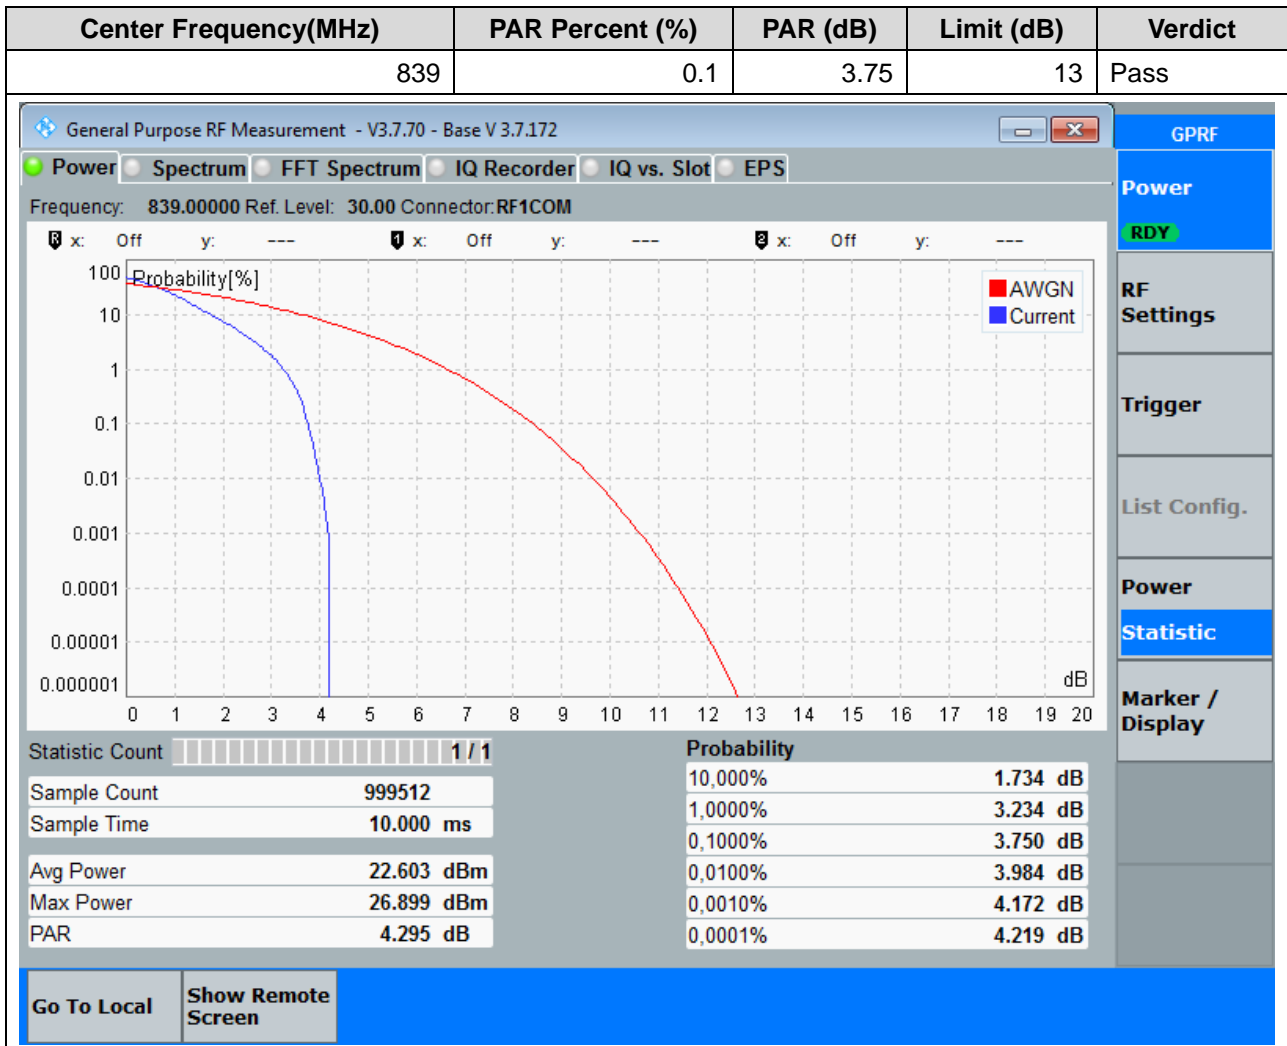 Center Frequency(MHz) PAR Percent (%) PAR (dB) Limit (dB) Verdict
839 0.1 3.75 13 Pass
General Purpose RF Measurement - V3.7.70 - Base V 3.7.172
GPRF
Power Spectrum FFT Spectrum IQ Recorder IQ vs. Slot EPS
Power
RDY
Frequency: 839.00000 Ref. Level: 30.00 Connector: RF1COM
R x: Off y: --- 1 x: Off y: --- 2 x: Off y: ---
Probability[%]
100
10
1
0.1
0.01
0.001
0.0001
0.00001
0.000001
AWGN
Current
dB
0 1 2 3 4 5 6 7 8 9 10 11 12 13 14 15 16 17 18 19 20
RF
Settings
Trigger
List Config.
Power
Statistic
Marker /
Display
Statistic Count 1 / 1
Sample Count 999512
Sample Time 10.000 ms
Avg Power 22.603 dBm
Max Power 26.899 dBm
PAR 4.295 dB
Probability
10,000% 1.734 dB
1,0000% 3.234 dB
0,1000% 3.750 dB
0,0100% 3.984 dB
0,0010% 4.172 dB
0,0001% 4.219 dB
Go To Local
Show Remote
Screen